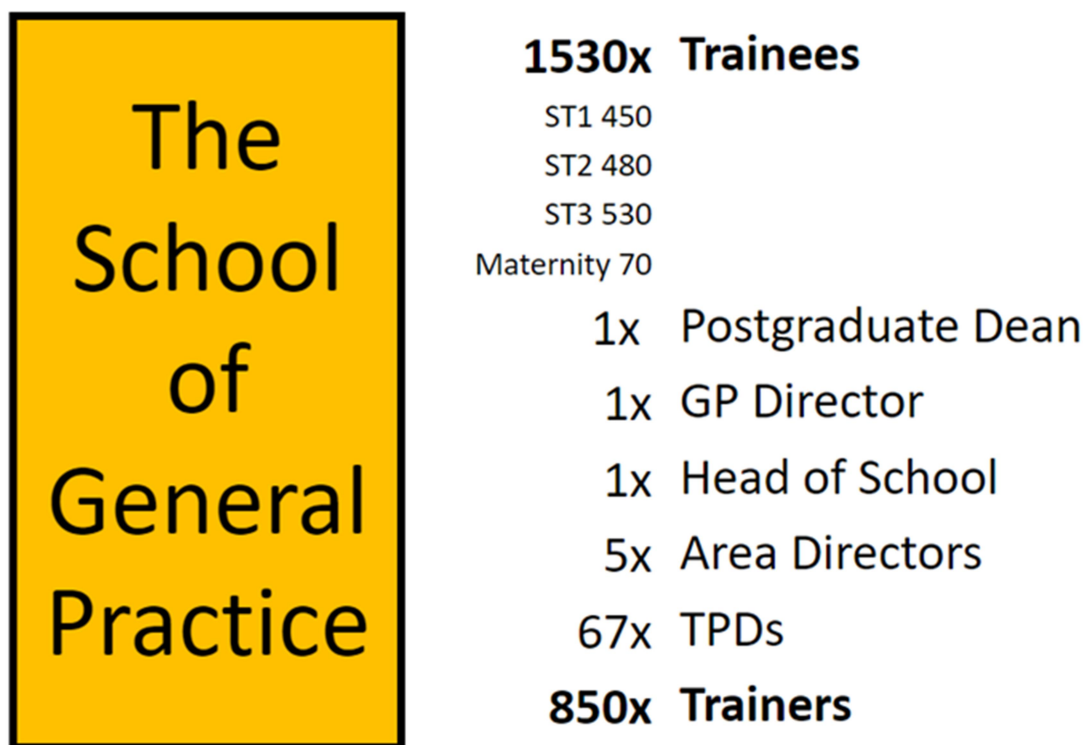 The
School
of
General
Practice
1530x Trainees
ST1 450
ST2 480
ST3 530
Maternity 70
1x Postgraduate Dean
1x GP Director
1x Head of School
5x Area Directors
67x TPDs
850x Trainers